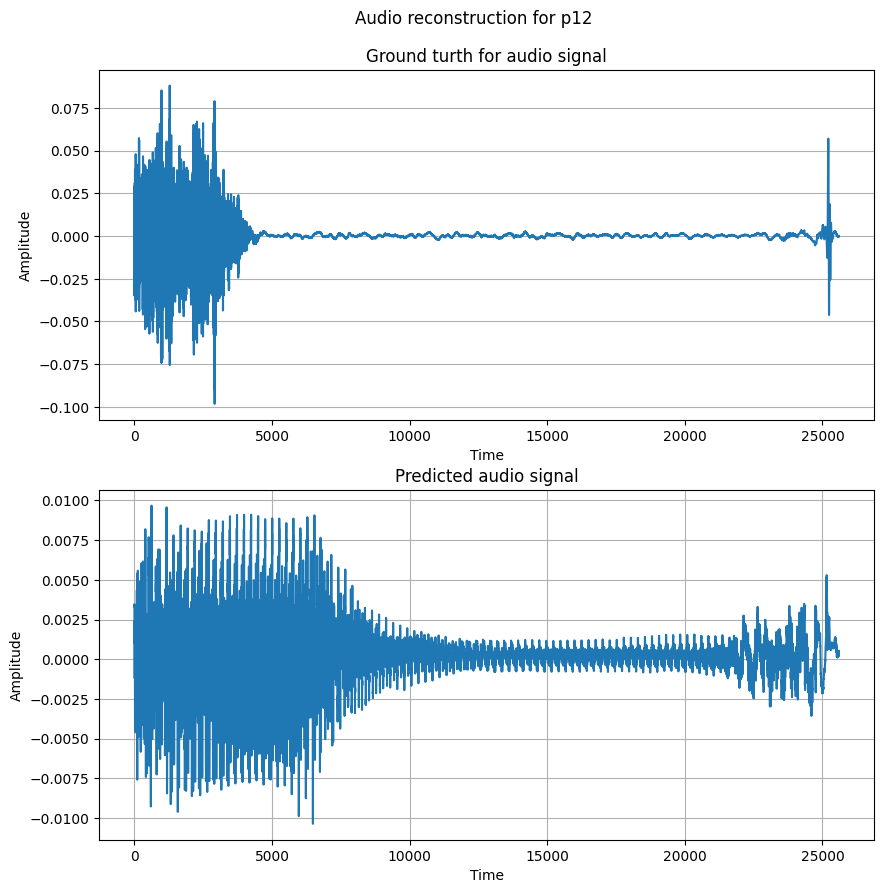 Audio reconstruction for p12
Ground turth for audio signal
Amplitude
0.075
0.050
0.025
0.000
−0.025
−0.050
−0.075
−0.100
0 5000 10000 15000 20000 25000
Time
Predicted audio signal
Amplitude
0.0100
0.0075
0.0050
0.0025
0.0000
−0.0025
−0.0050
−0.0075
−0.0100
0 5000 10000 15000 20000 25000
Time